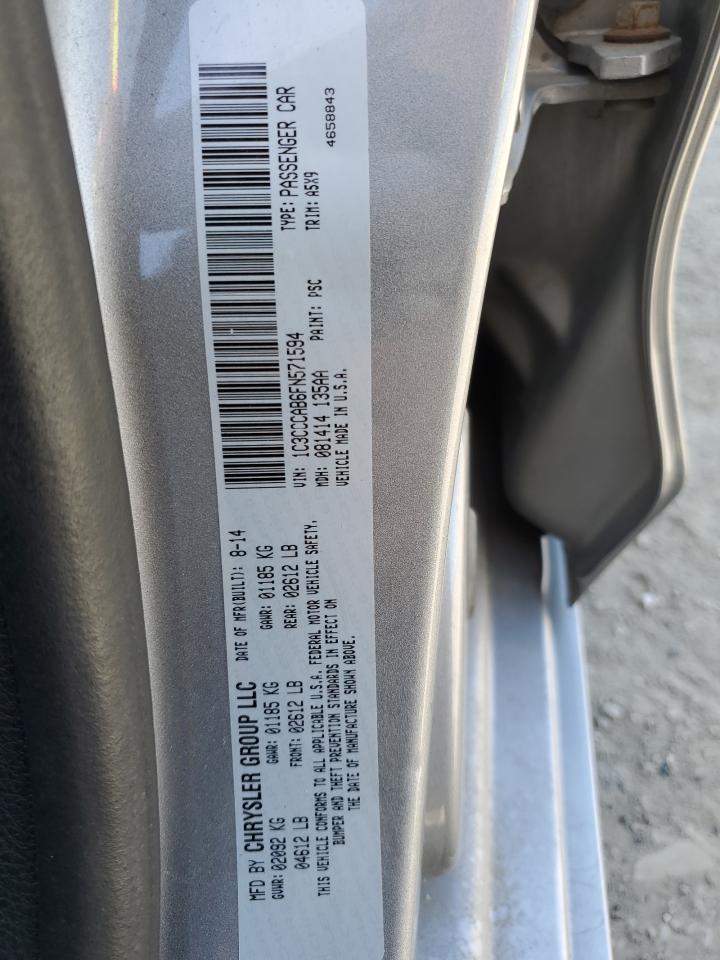 MFD BY CHRYSLER GROUP LLC DATE OF MFR(BUILT): 8-14
GVWR: 02092 KG GAWR: 01185 KG GAWR: 01185 KG
04612 LB FRONT: 02612 LB REAR: 02612 LB
THIS VEHICLE CONFORMS TO ALL APPLICABLE U.S.A. FEDERAL MOTOR VEHICLE SAFETY,
BUMPER AND THEFT PREVENTION STANDARDS IN EFFECT ON
THE DATE OF MANUFACTURE SHOWN ABOVE.
VIN: 1C3CCCAB6FN571594 TYPE: PASSENGER CAR
MDH: 081414 135AA PAINT: PSC TRIM: A5X9
VEHICLE MADE IN U.S.A. 4658843